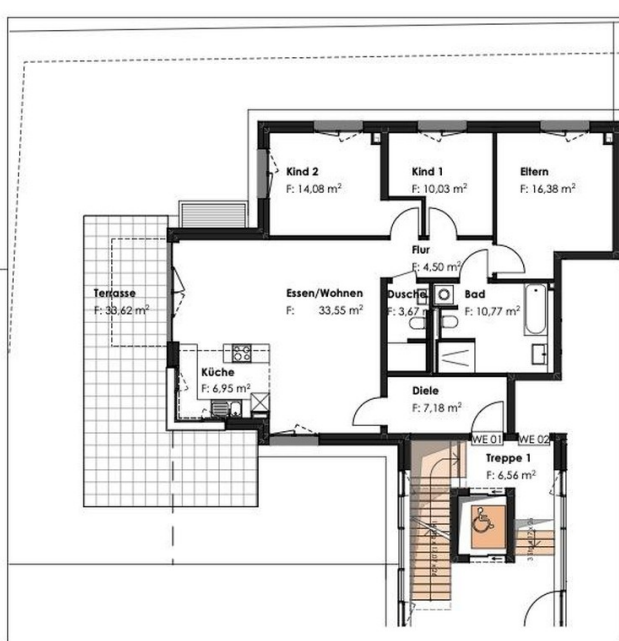 Kind 2
F: 14,08 m²
Kind 1
F: 10,03 m²
Eltern
F: 16,38 m²
Flur
F: 4,50 m²
Terrasse
F: 33,62 m²
Essen/Wohnen
F: 33,55 m²
Dusche
F: 3,67 m
Bad
F: 10,77 m²
Küche
F: 6,95 m²
Diele
F: 7,18 m²
WE 01
WE 02
Treppe 1
F: 6,56 m²